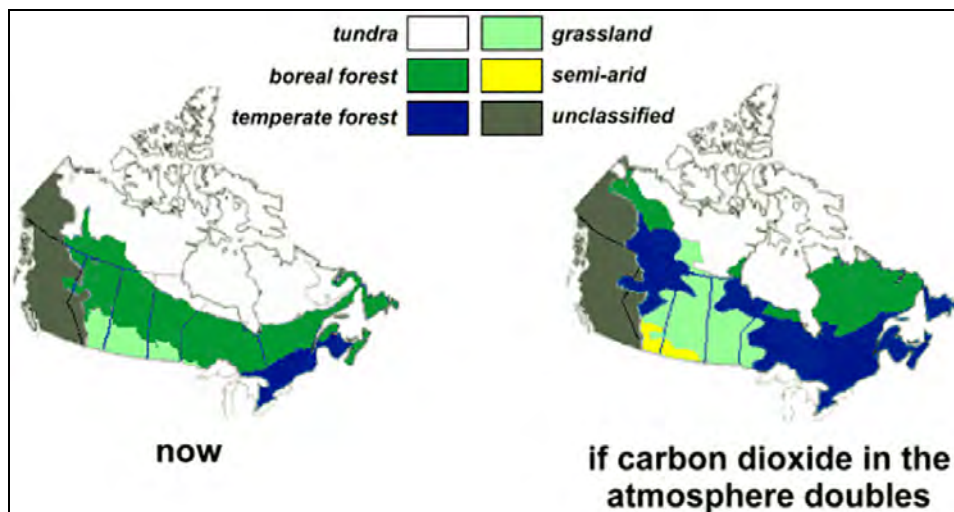 tundra
grassland
boreal forest
semi-arid
temperate forest
unclassified
now
if carbon dioxide in the
atmosphere doubles